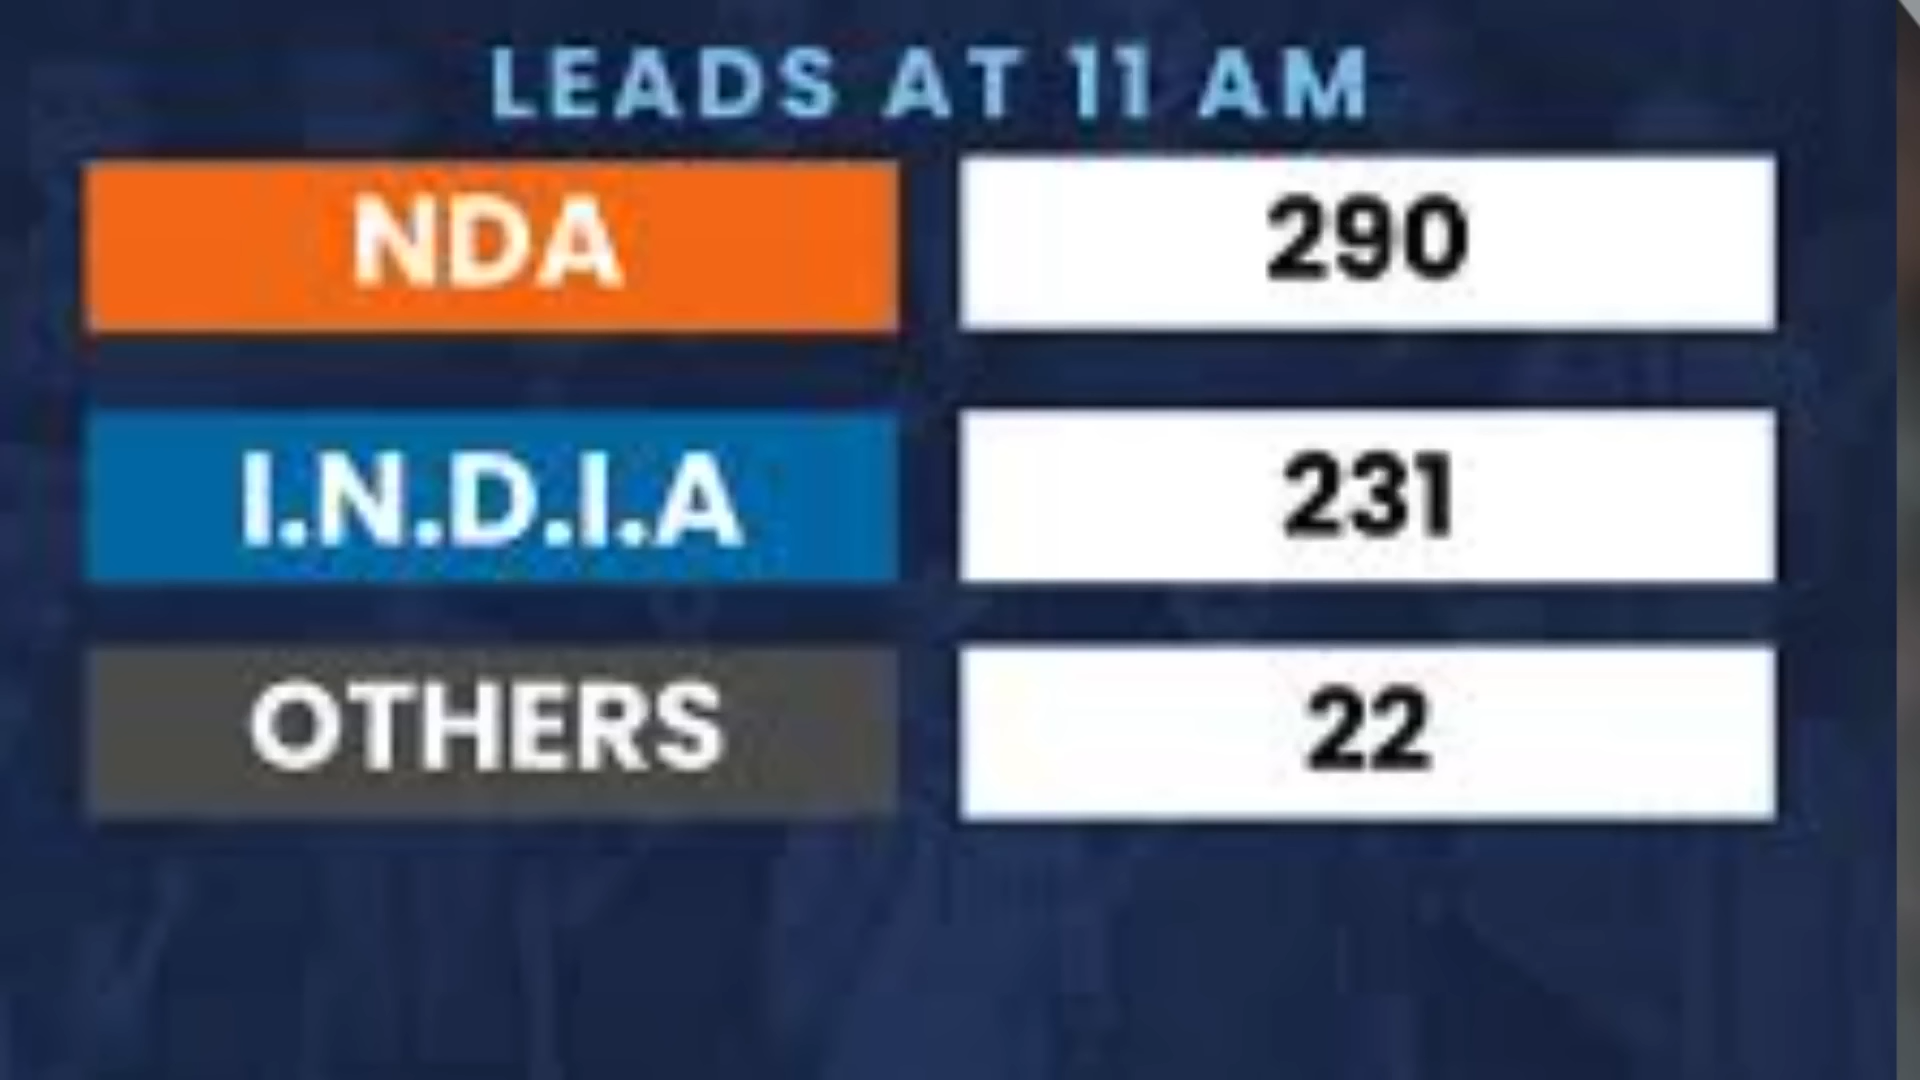 LEADS AT 11 AM
NDA 290
I.N.D.I.A 231
OTHERS 22